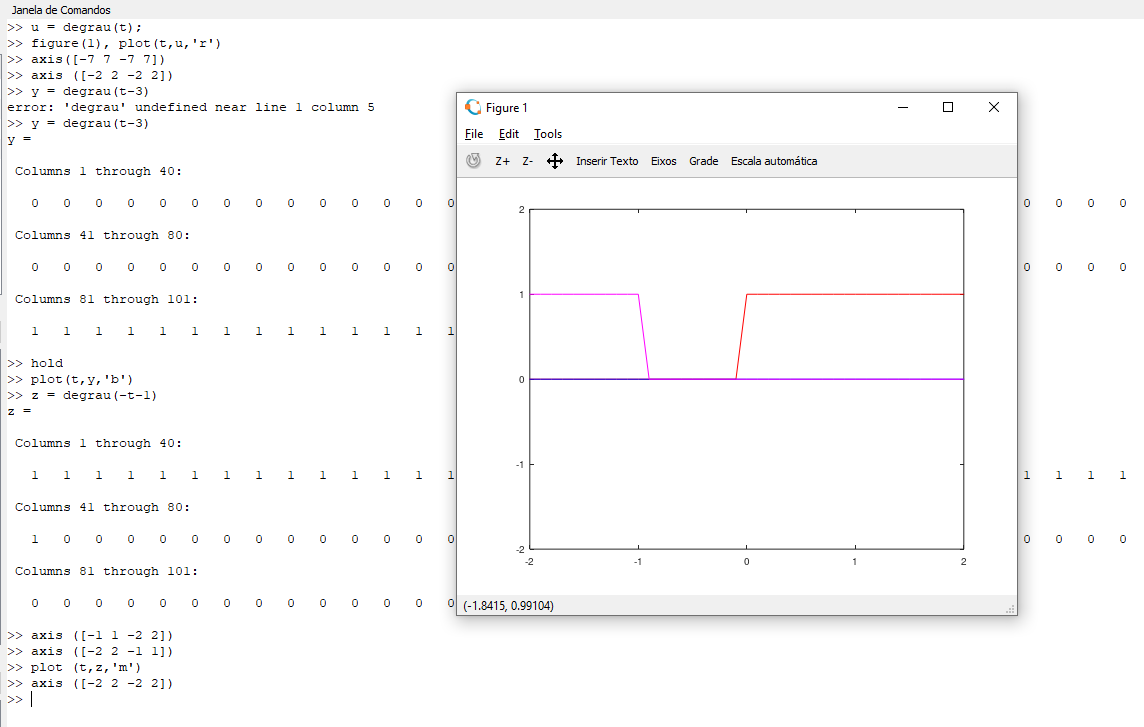 Janela de Comandos
>> u = degrau(t);
>> figure(1), plot(t,u,'r')
>> axis([-7 7 -7 7])
>> axis ([-2 2 -2 2])
>> y = degrau(t-3)
error: 'degrau' undefined near line 1 column 5
>> y = degrau(t-3)
y =
Columns 1 through 40:
0 0 0 0 0 0 0 0 0 0 0 0 0 0 0 0 0 0
Columns 41 through 80:
0 0 0 0 0 0 0 0 0 0 0 0 0 0 0 0 0 0
Columns 81 through 101:
1 1 1 1 1 1 1 1 1 1 1 1 1 1
>> hold
>> plot(t,y,'b')
>> z = degrau(-t-1)
z =
Columns 1 through 40:
1 1 1 1 1 1 1 1 1 1 1 1 1 1 1 1 1 1
Columns 41 through 80:
1 0 0 0 0 0 0 0 0 0 0 0 0 0 0 0 0 0
Columns 81 through 101:
0 0 0 0 0 0 0 0 0 0 0 0 0 0
>> axis ([-1 1 -2 2])
>> axis ([-2 2 -1 1])
>> plot (t,z,'m')
>> axis ([-2 2 -2 2])
>>
Figure 1
File Edit Tools
Z+ Z- Inserir Texto Eixos Grade Escala automática
2
1
0
-1
-2
-2 -1 0 1 2
(-1.8415, 0.99104)